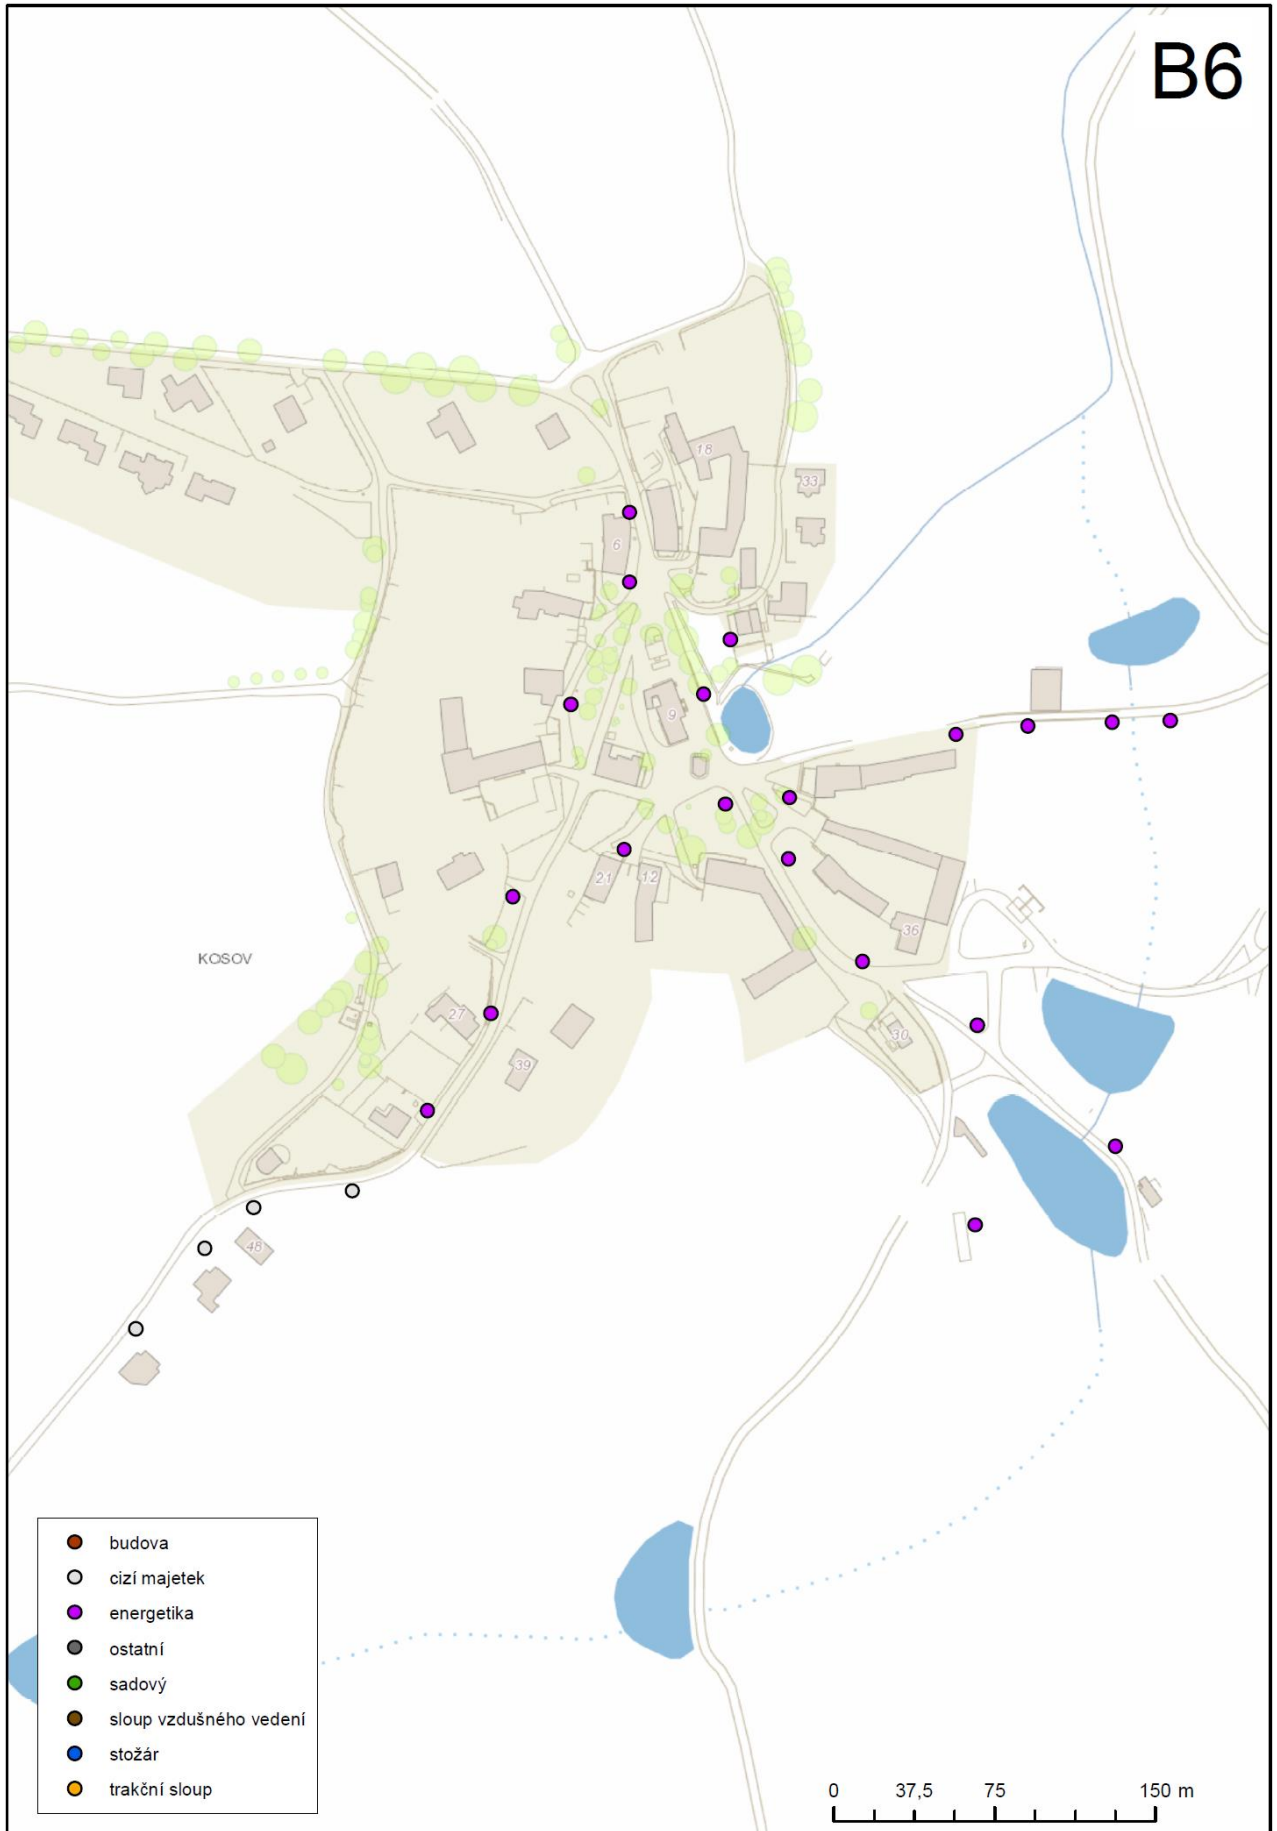 B6
18
33
6
9
21
12
36
KOSOV
27
30
39
48
budova
cizí majetek
energetika
ostatní
sadový
sloup vzdušného vedení
stožár
trakční sloup
0 37,5 75 150 m